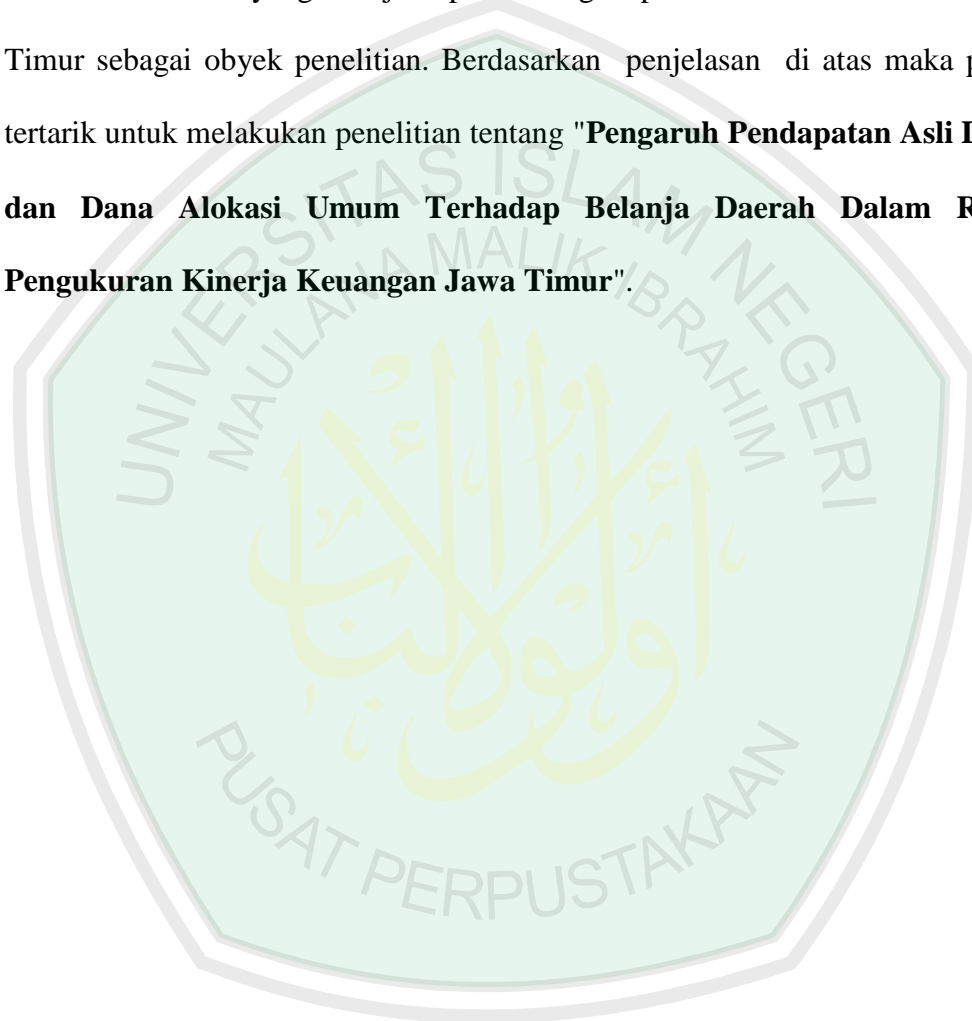 Timur sebagai obyek penelitian. Berdasarkan penjelasan di atas maka
tertarik untuk melakukan penelitian tentang "Pengaruh Pendapatan Asli
dan Dana Alokasi Umum Terhadap Belanja Daerah Dalam
Pengukuran Kinerja Keuangan Jawa Timur".
UNIVERSITAS ISLAM NEGERI
MAULANA MALIK IBRAHIM
PUSAT PERPUSTAKAAN